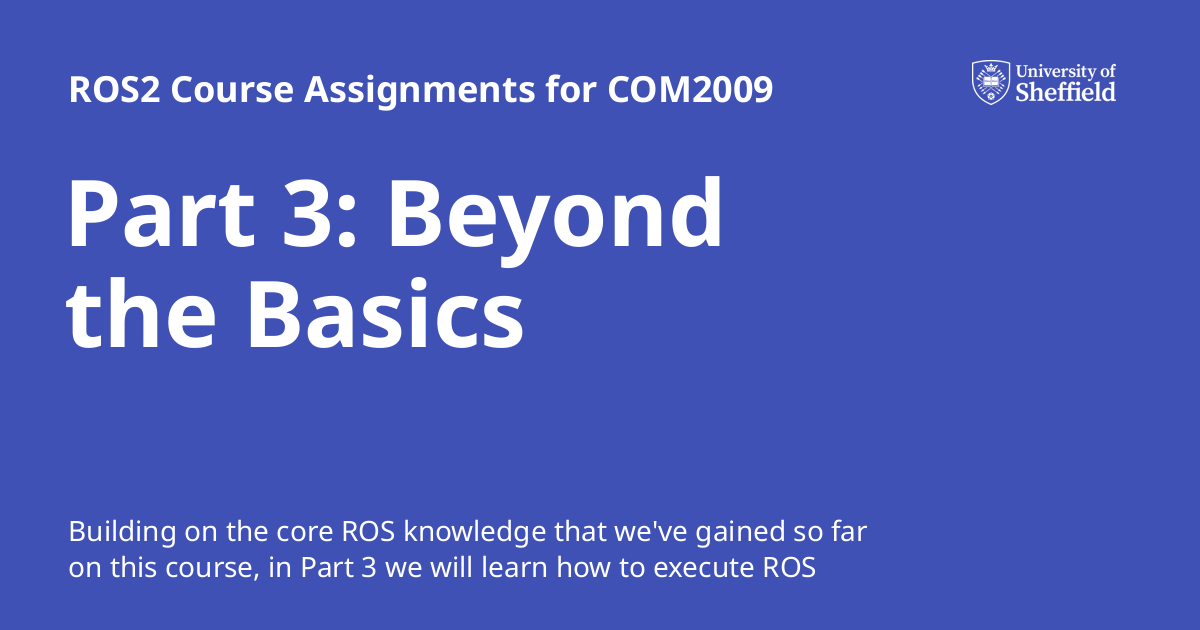 ROS2 Course Assignments for COM2009
University of
Sheffield
Part 3: Beyond
the Basics
Building on the core ROS knowledge that we've gained so far
on this course, in Part 3 we will learn how to execute ROS